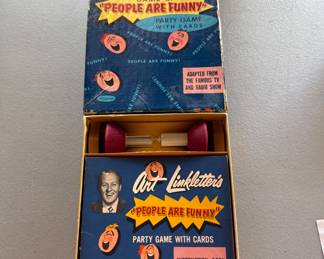 "PEOPLE ARE FUNNY"
PARTY GAME
WITH CARDS
PEOPLE ARE FUNNY!
ADAPTED FROM
THE FAMOUS TV
AND RADIO SHOW
Art Linkletter's
"PEOPLE ARE FUNNY"
PARTY GAME WITH CARDS